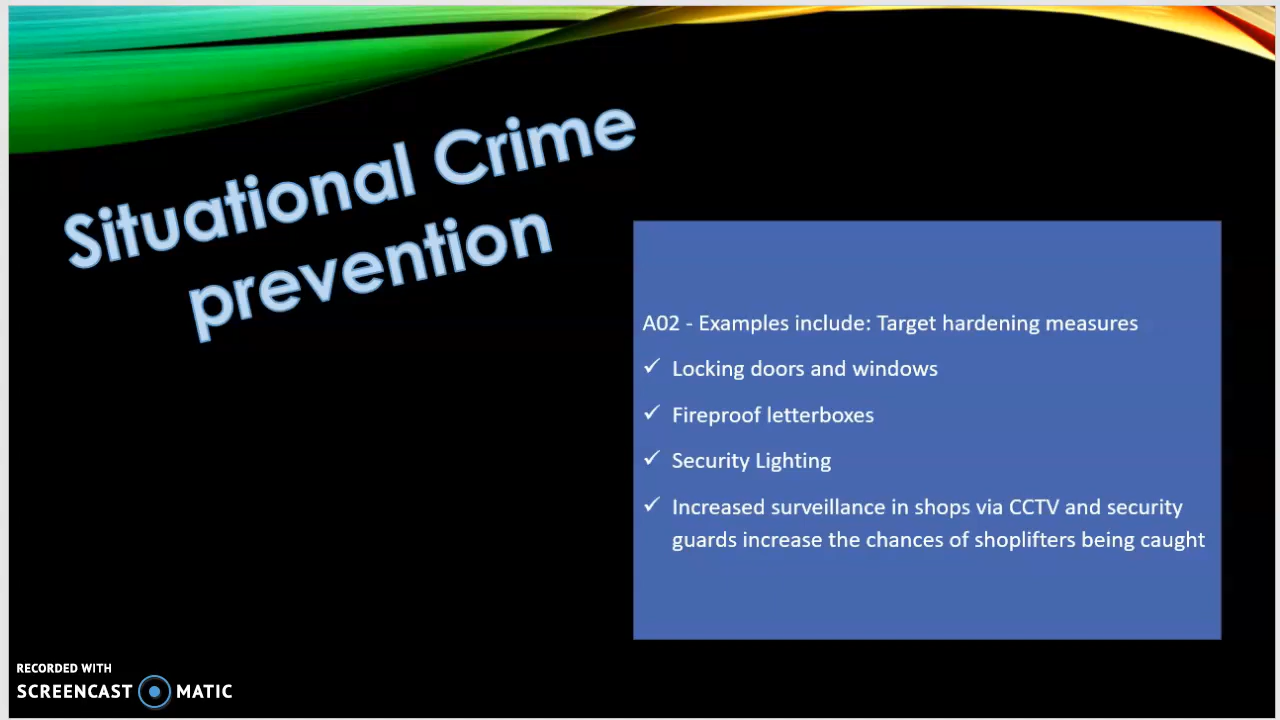 Situational Crime
prevention
A02 - Examples include: Target hardening measures
✓ Locking doors and windows
✓ Fireproof letterboxes
✓ Security Lighting
✓ Increased surveillance in shops via CCTV and security
guards increase the chances of shoplifters being caught
RECORDED WITH
SCREENCAST MATIC